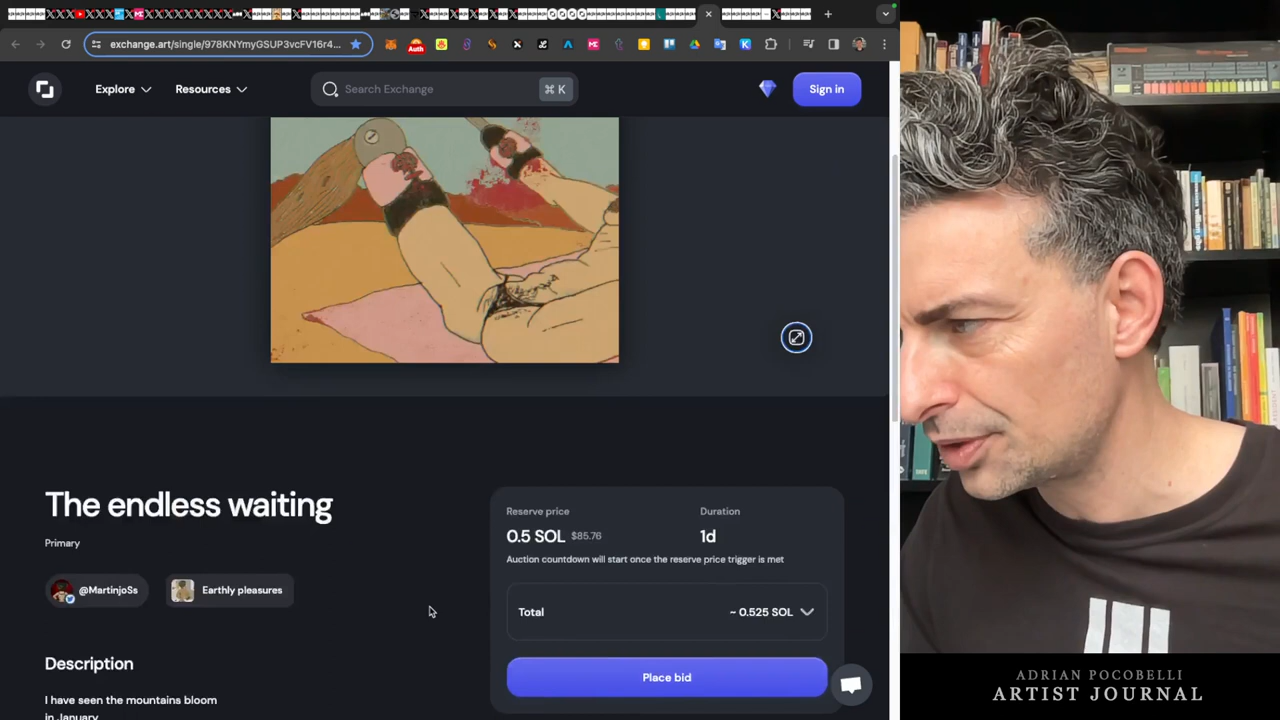 exchange.art/single/978KNYmyGSUP3vcFV16r4...
Auth
Explore
Resources
Search Exchange
⌘ K
Sign in
The endless waiting
Primary
@MartinjoSs
Earthly pleasures
Reserve price
Duration
0.5 SOL $85.76
1d
Auction countdown will start once the reserve price trigger is met
Total
~ 0.525 SOL
Place bid
Description
I have seen the mountains bloom
in January
ADRIAN POCOBELLI
ARTIST JOURNAL